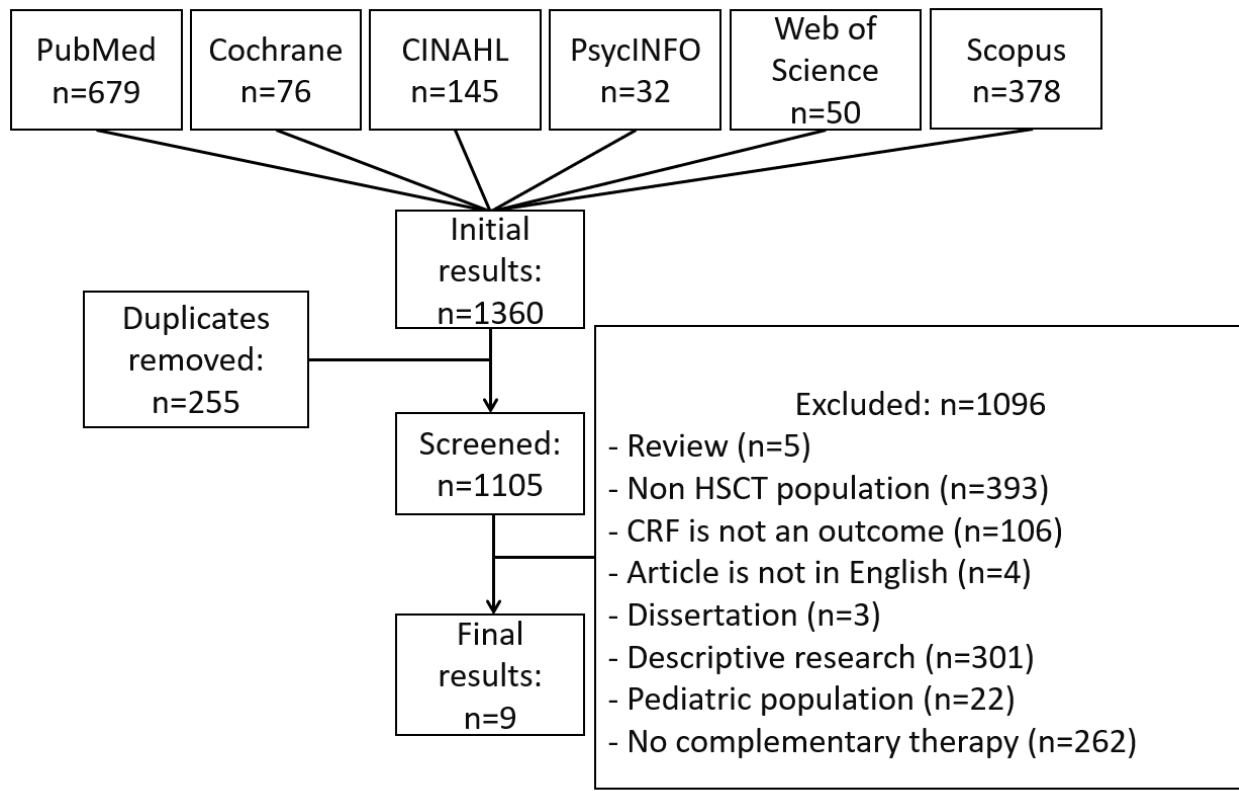 PubMed
n=679
Cochrane
n=76
CINAHL
n=145
PsycINFO
n=32
Web of
Science
n=50
Scopus
n=378
Initial
results:
n=1360
Duplicates
removed:
n=255
Screened:
n=1105
Excluded: n=1096
- Review (n=5)
- Non HSCT population (n=393)
- CRF is not an outcome (n=106)
- Article is not in English (n=4)
- Dissertation (n=3)
- Descriptive research (n=301)
- Pediatric population (n=22)
- No complementary therapy (n=262)
Final
results:
n=9